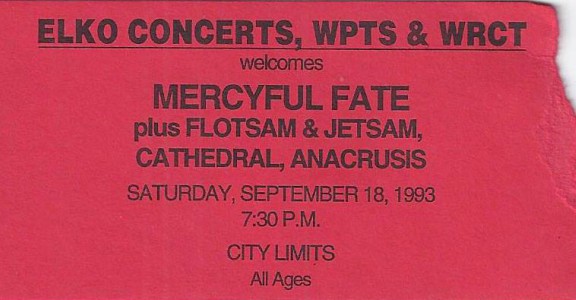 ELKO CONCERTS, WPTS & WRCT
welcomes
MERCYFUL FATE
plus FLOTSAM & JETSAM,
CATHEDRAL, ANACRUSIS
SATURDAY, SEPTEMBER 18, 1993
7:30 P.M.
CITY LIMITS
All Ages